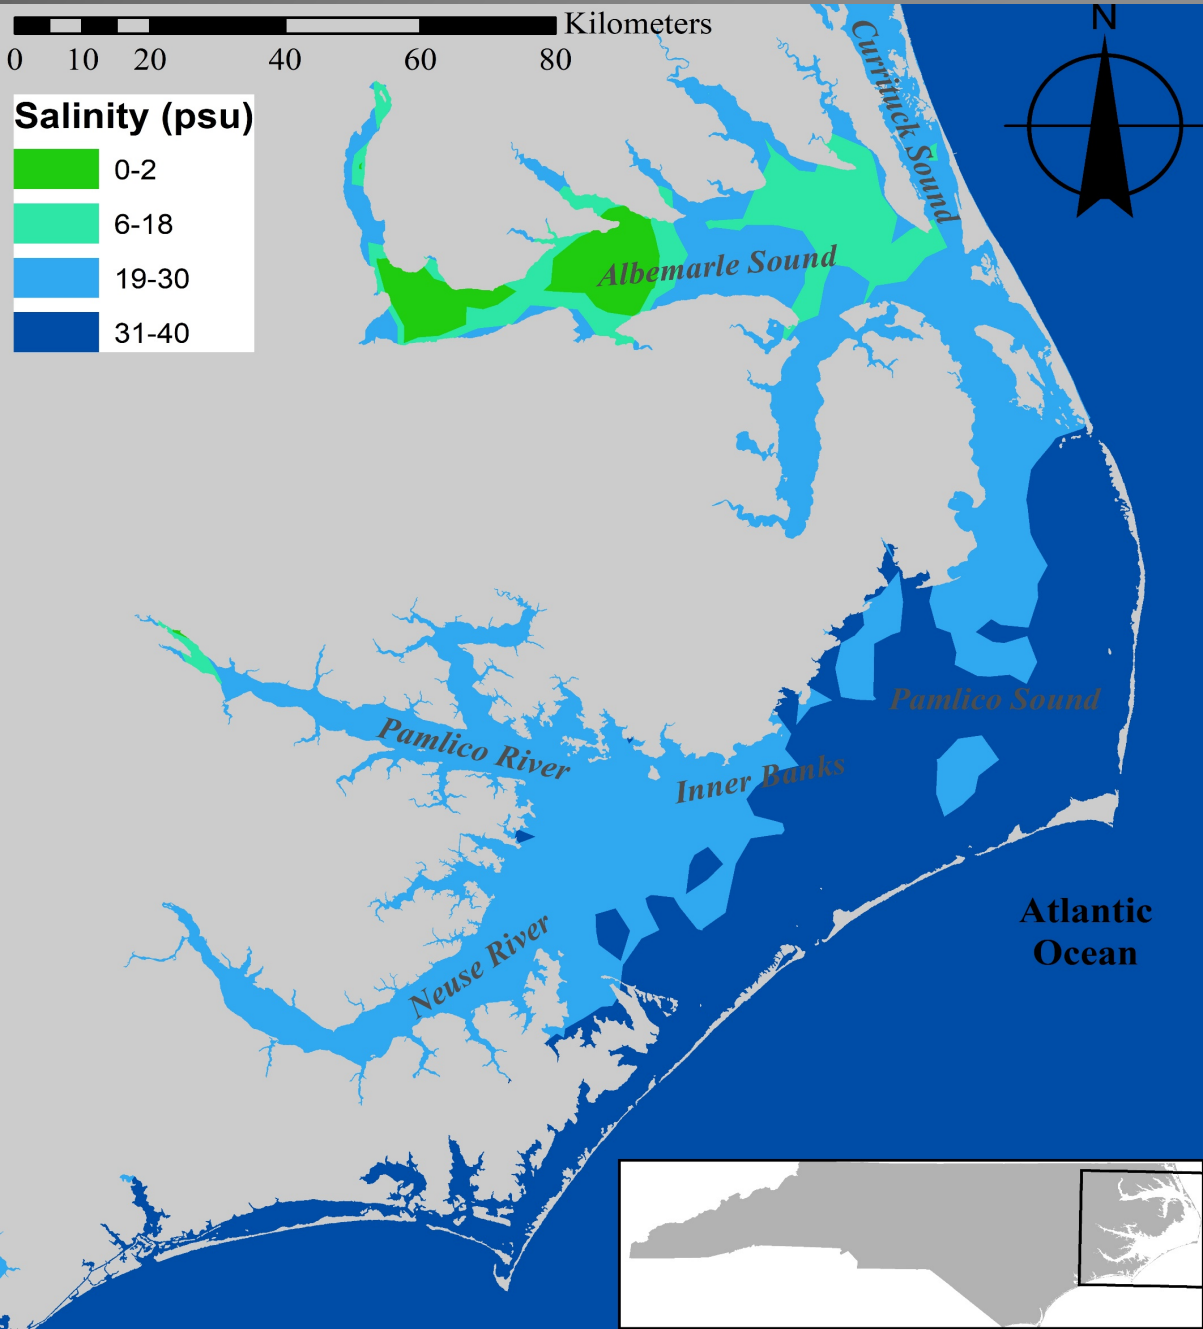 Kilometers
0 10 20 40 60 80
N
Salinity (psu)
0-2
6-18
19-30
31-40
Currituck Sound
Albemarle Sound
Pamlico Sound
Pamlico River
Inner Banks
Neuse River
Atlantic
Ocean